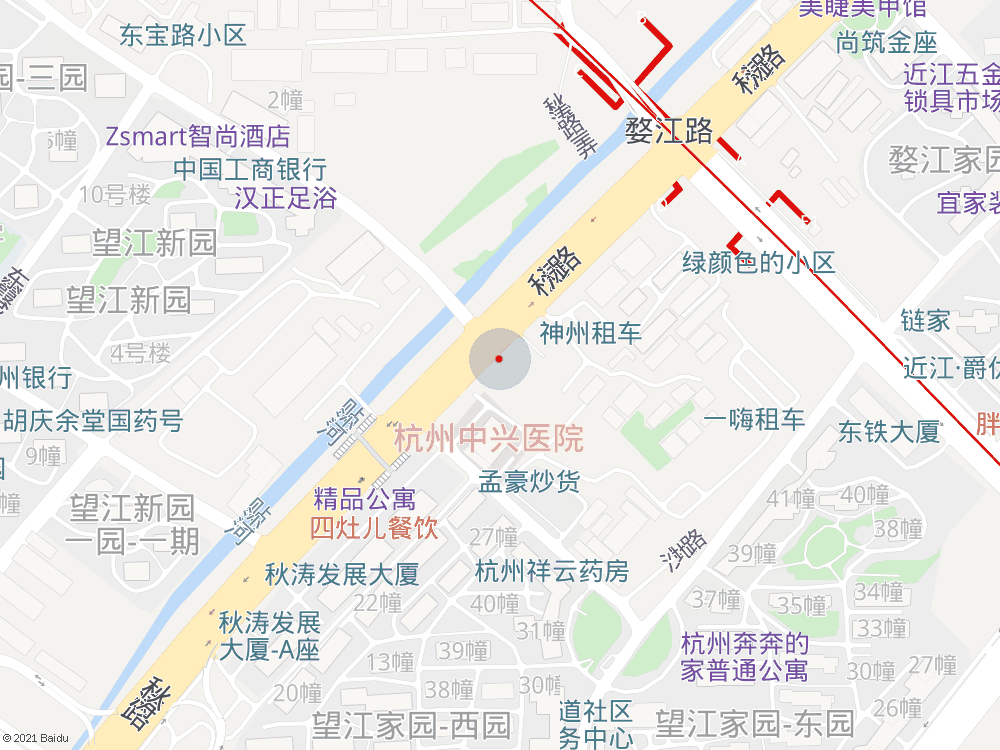 美睫美甲馆
东宝路小区
尚筑金座
园-三园
近江五金
锁具市场
2幢
秋涛路
秋涛路弄
婺江路
Zsmart智尚酒店
5幢
中国工商银行
婺江家园
10号楼
汉正足浴
宜家装
望江新园
绿颜色的小区
秋涛路
望江新园
链家
神州租车
4号楼
近江·爵仕
州银行
胡庆余堂国药号
一嗨租车
东铁大厦
胖
杭州中兴医院
9幢
孟豪炒货
园
望江新园
一园-一期
精品公寓
四灶儿餐饮
41幢
40幢
38幢
27幢
39幢
秋涛发展大厦
杭州祥云药房
22幢
40幢
37幢
35幢
34幢
33幢
秋涛发展
大厦-A座
31幢
杭州奔奔的
家普通公寓
13幢
39幢
30幢
27幢
20幢
38幢
30幢
26幢
秋涛路
望江家园-西园
道社区
务中心
望江家园-东园
© 2021 Baidu